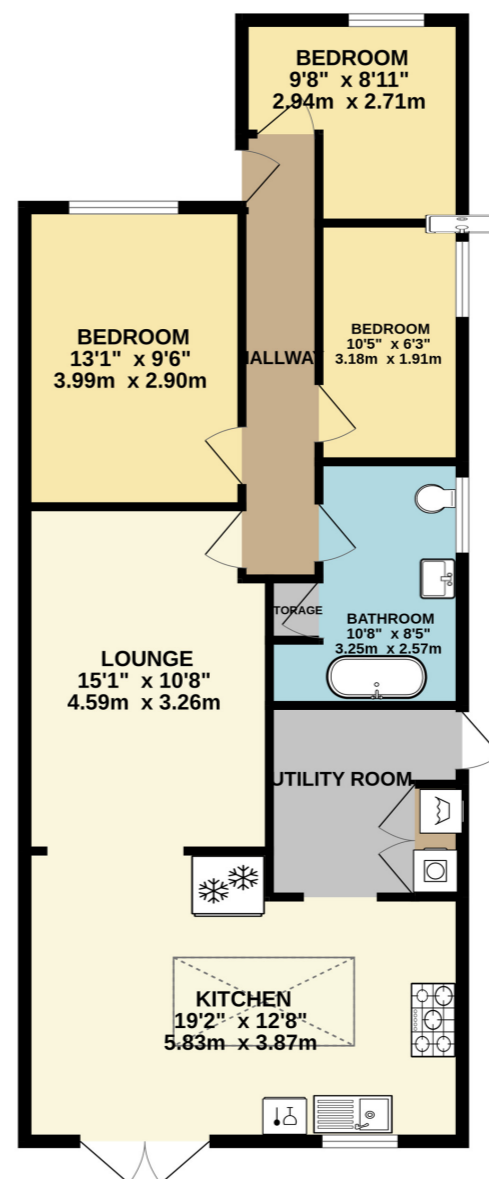 BEDROOM
9'8" x 8'11"
2.94m x 2.71m
BEDROOM
13'1" x 9'6"
3.99m x 2.90m
HALLWAY
BEDROOM
10'5" x 6'3"
3.18m x 1.91m
STORAGE
BATHROOM
10'8" x 8'5"
3.25m x 2.57m
LOUNGE
15'1" x 10'8"
4.59m x 3.26m
UTILITY ROOM
KITCHEN
19'2" x 12'8"
5.83m x 3.87m